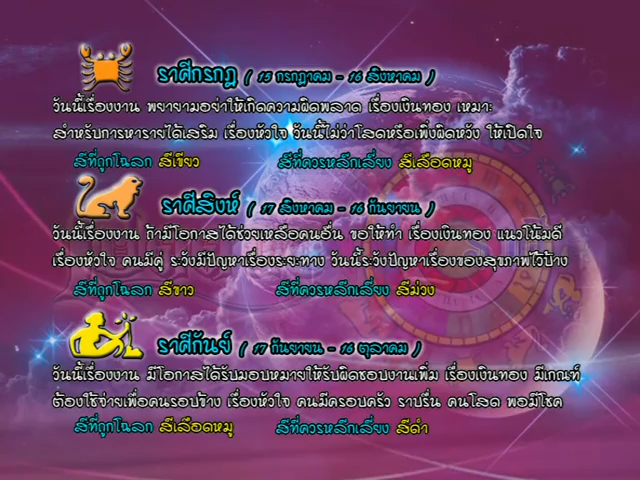 ราศีกรกฎ ( 15 กรกฎาคม - 16 สิงหาคม )
วันนี้เรื่องงาน พยายามอย่าให้เกิดความผิดพลาด เรื่องเงินทอง เหมาะ
สำหรับการหารายได้เสริม เรื่องหัวใจ วันนี้ไม่ว่าโสดหรือเพิ่งผิดหวัง ให้เปิดใจ
สีที่ถูกโฉลก สีเขียว สีที่ควรหลีกเลี่ยง สีเลือดหมู
ราศีสิงห์ ( 17 สิงหาคม - 16 กันยายน )
วันนี้เรื่องงาน ถ้ามีโอกาสได้ช่วยเหลือคนอื่น ขอให้ทำ เรื่องเงินทอง แนวโน้มดี
เรื่องหัวใจ คนมีคู่ ระวังมีปัญหาเรื่องระยะทาง วันนี้ระวังปัญหาเรื่องของสุขภาพไว้บ้าง
สีที่ถูกโฉลก สีขาว สีที่ควรหลีกเลี่ยง สีม่วง
ราศีกันย์ ( 17 กันยายน - 16 ตุลาคม )
วันนี้เรื่องงาน มีโอกาสได้รับมอบหมายให้รับผิดชอบงานเพิ่ม เรื่องเงินทอง มีเกณฑ์
ต้องใช้จ่ายเพื่อคนรอบข้าง เรื่องหัวใจ คนมีครอบครัว ราบรื่น คนโสด พอมีโชค
สีที่ถูกโฉลก สีเลือดหมู สีที่ควรหลีกเลี่ยง สีดำ